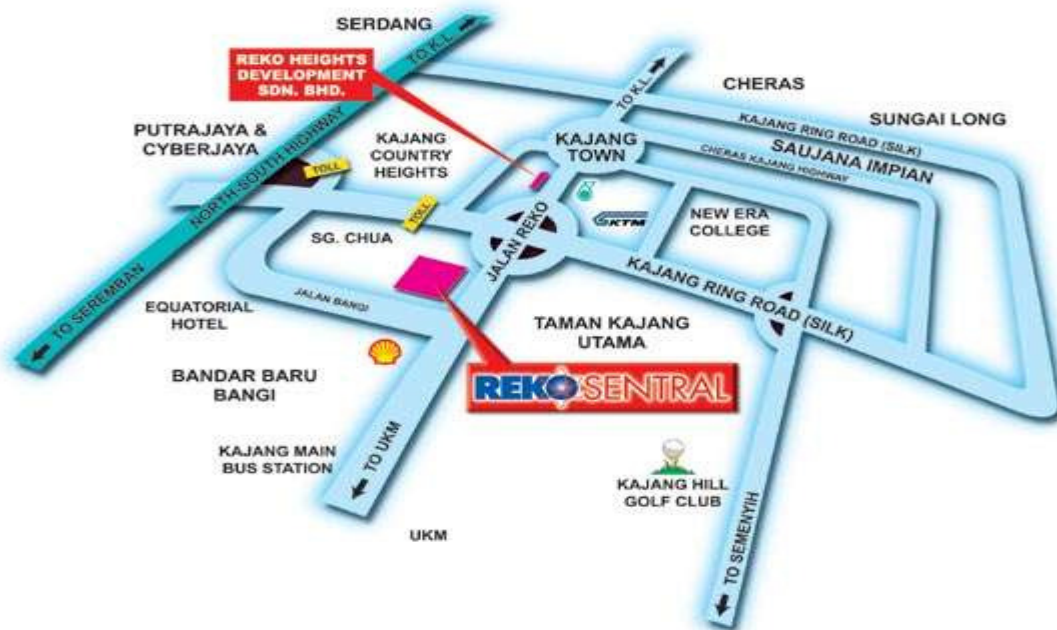 SERDANG
TO K.L
REKO HEIGHTS
DEVELOPMENT
SDN. BHD.
TO K.L.
CHERAS
KAJANG RING ROAD (SILK)
SUNGAI LONG
PUTRAJAYA &
CYBERJAYA
KAJANG
COUNTRY
HEIGHTS
KAJANG
TOWN
SAUJANA IMPIAN
CHERAS KAJANG HIGHWAY
TOLL
NORTH-SOUTH HIGHWAY
TOLL
KTM
NEW ERA
COLLEGE
SG. CHUA
JALAN REKO
KAJANG RING ROAD (SILK)
TO SEREMBAN
JALAN BANGI
EQUATORIAL
HOTEL
TAMAN KAJANG
UTAMA
BANDAR BARU
BANGI
REKO SENTRAL
KAJANG MAIN
BUS STATION
TO UKM
KAJANG HILL
GOLF CLUB
UKM
TO SEMENYIH